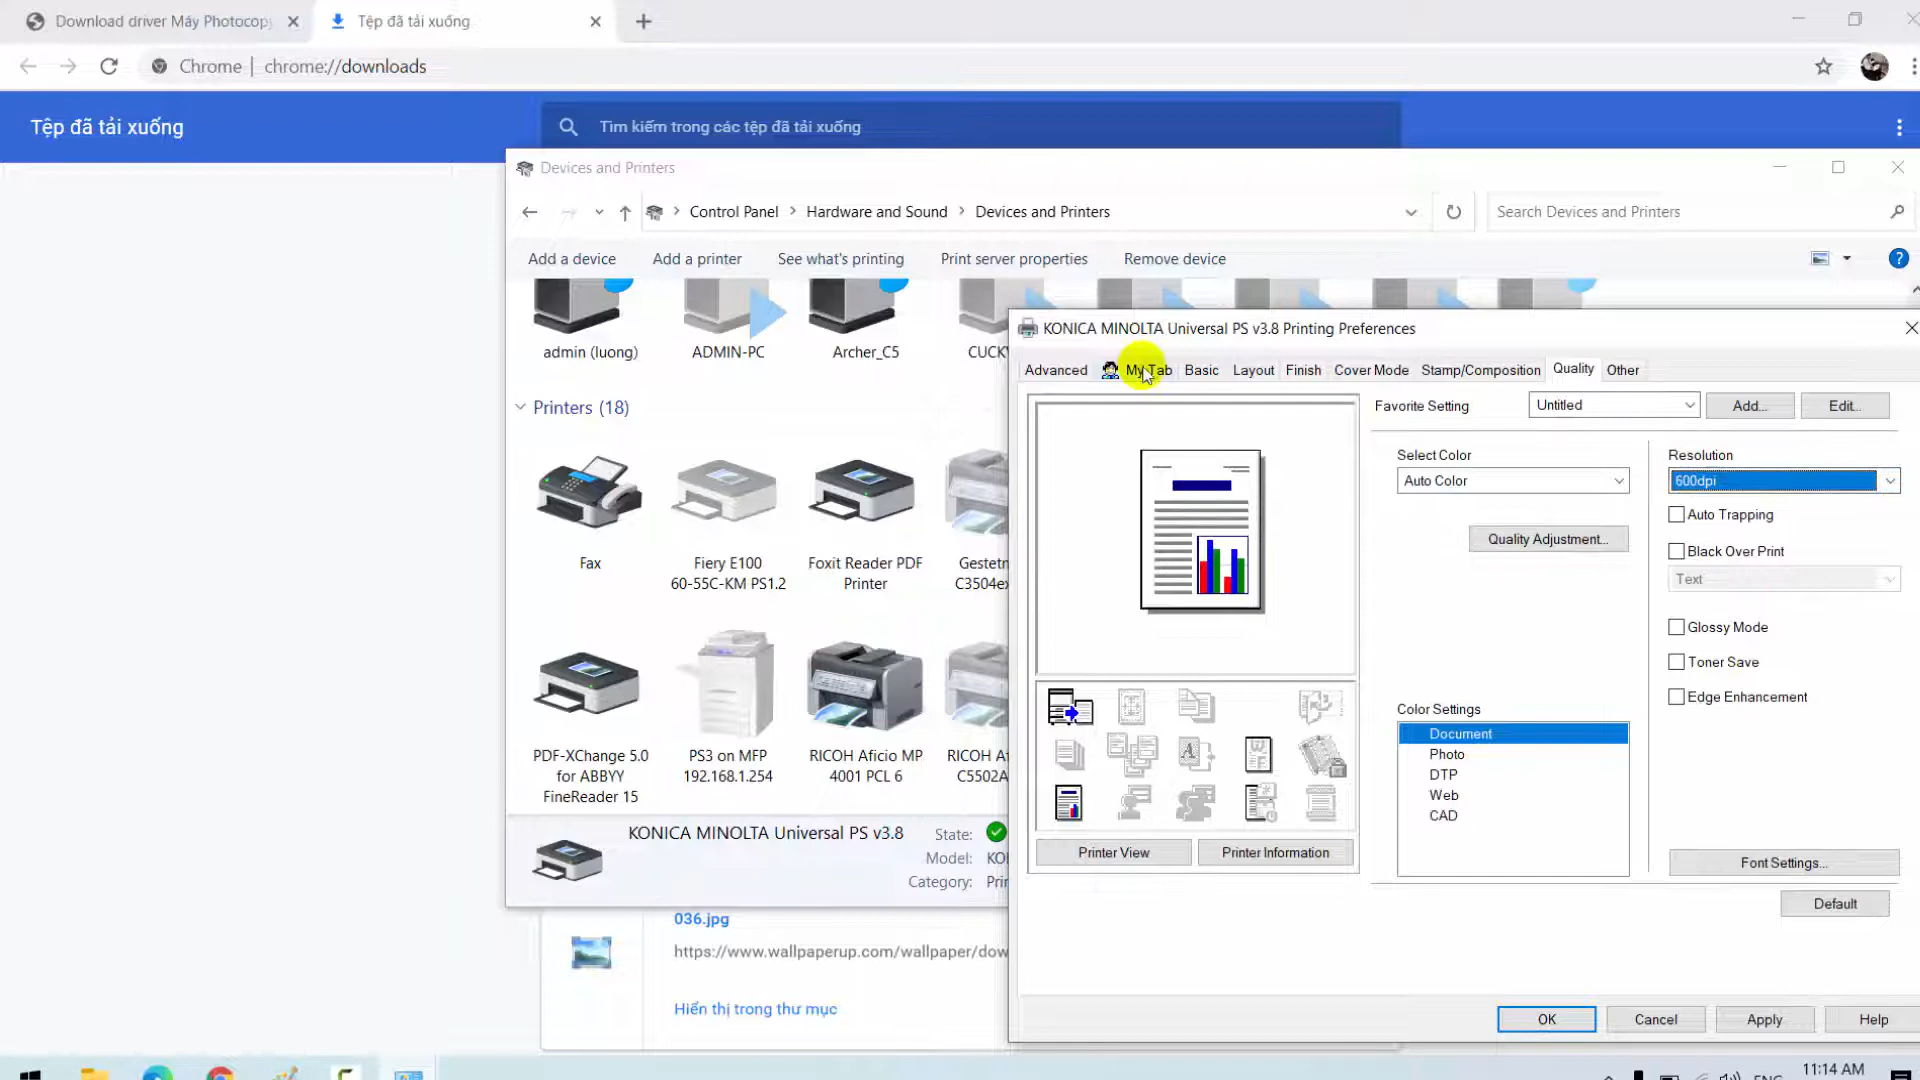 Download driver Máy Photocopy
Tệp đã tải xuống
Chrome | chrome://downloads
Tệp đã tải xuống
Tìm kiếm trong các tệp đã tải xuống
Devices and Printers
Control Panel
Hardware and Sound
Devices and Printers
Search Devices and Printers
Add a device
Add a printer
See what's printing
Print server properties
Remove device
admin (luong)
ADMIN-PC
Archer_C5
Printers (18)
Fax
Fiery E100
60-55C-KM PS1.2
Foxit Reader PDF
Printer
PDF-XChange 5.0
for ABBYY
FineReader 15
PS3 on MFP
192.168.1.254
RICOH Aficio MP
4001 PCL 6
KONICA MINOLTA Universal PS v3.8
State:
Model:
Category:
036.jpg
https://www.wallpaperup.com/wallpaper/dow
Hiển thị trong thư mục
KONICA MINOLTA Universal PS v3.8 Printing Preferences
Advanced
My Tab
Basic
Layout
Finish
Cover Mode
Stamp/Composition
Quality
Other
Favorite Setting
Untitled
Add...
Edit...
Select Color
Auto Color
Quality Adjustment...
Resolution
600dpi
Auto Trapping
Black Over Print
Text
Glossy Mode
Toner Save
Edge Enhancement
Color Settings
Document
Photo
DTP
Web
CAD
Printer View
Printer Information
Font Settings...
Default
OK
Cancel
Apply
Help
11:14 AM